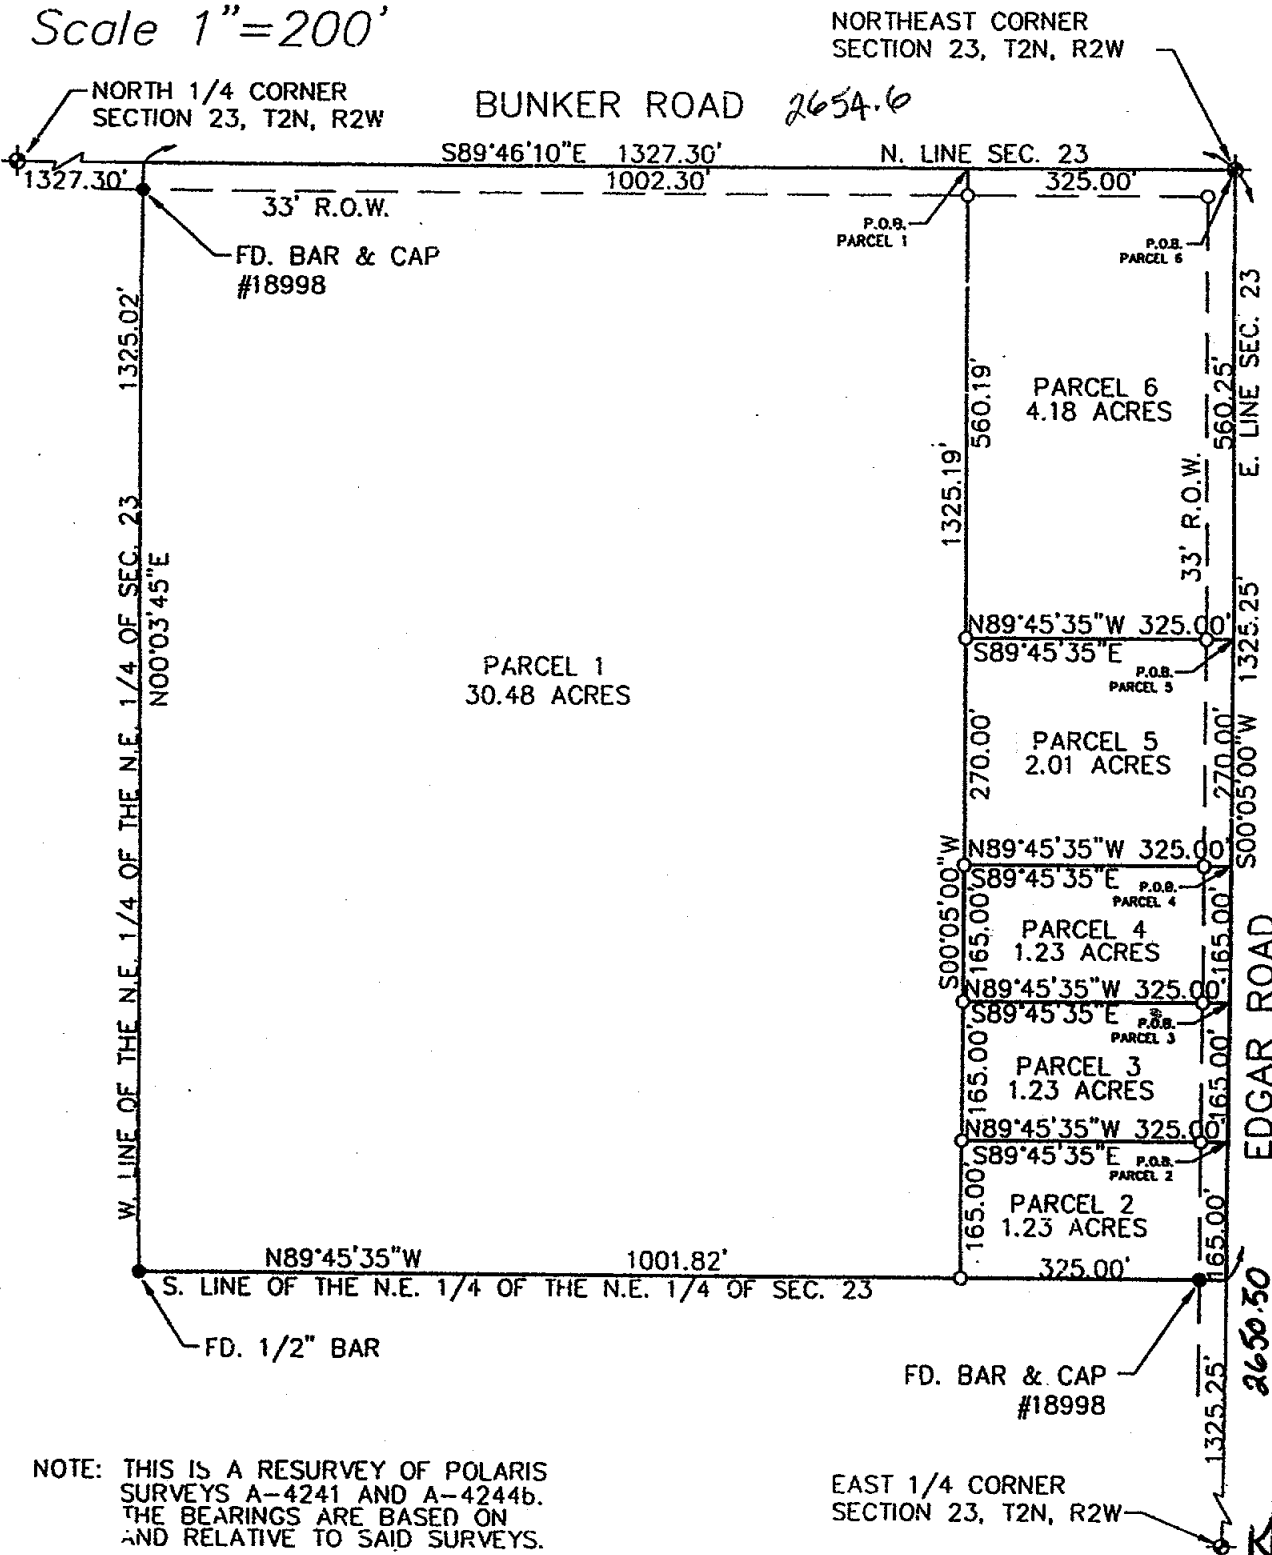 Scale 1"=200'
NORTHEAST CORNER
SECTION 23, T2N, R2W
NORTH 1/4 CORNER
SECTION 23, T2N, R2W
BUNKER ROAD 2654.6
S89°46'10"E 1327.30' N. LINE SEC. 23
1327.30' 1002.30' 325.00'
33' R.O.W.
P.O.B.
PARCEL 1
P.O.B.
PARCEL 6
FD. BAR & CAP
#18998
1325.02'
W. LINE OF THE N.E. 1/4 OF THE N.E. 1/4 OF SEC. 23
N00°03'45"E
560.19'
1325.19'
PARCEL 6
4.18 ACRES
560.25'
E. LINE SEC. 23
33' R.O.W.
1325.25'
S00°05'00"W
N89°45'35"W 325.00'
S89°45'35"E
P.O.B.
PARCEL 5
PARCEL 1
30.48 ACRES
270.00'
PARCEL 5
2.01 ACRES
270.00'
N89°45'35"W 325.00'
S89°45'35"E
P.O.B.
PARCEL 4
S00°05'00"W
165.00'
PARCEL 4
1.23 ACRES
165.00'
N89°45'35"W 325.00'
S89°45'35"E
P.O.B.
PARCEL 3
165.00'
PARCEL 3
1.23 ACRES
165.00'
EDGAR ROAD
N89°45'35"W 325.00'
S89°45'35"E
P.O.B.
PARCEL 2
165.00'
PARCEL 2
1.23 ACRES
165.00'
N89°45'35"W 1001.82' 325.00'
S. LINE OF THE N.E. 1/4 OF THE N.E. 1/4 OF SEC. 23
2650.50
FD. 1/2" BAR
FD. BAR & CAP
#18998
1325.25'
NOTE: THIS IS A RESURVEY OF POLARIS
SURVEYS A-4241 AND A-4244b.
THE BEARINGS ARE BASED ON
AND RELATIVE TO SAID SURVEYS.
EAST 1/4 CORNER
SECTION 23, T2N, R2W